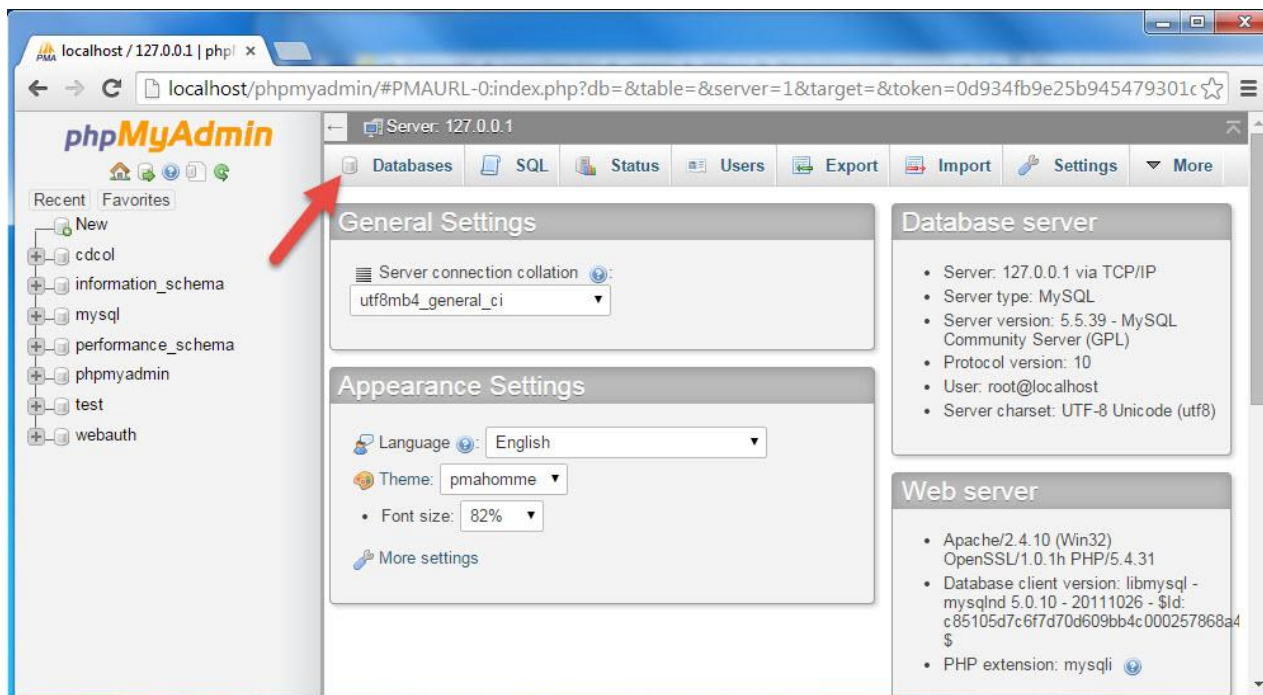 localhost / 127.0.0.1 | phpl
localhost/phpmyadmin/#PMAURL-0:index.php?db=&table=&server=1&target=&token=0d934fb9e25b945479301c
phpMyAdmin
Recent Favorites
New
cdcol
information_schema
mysql
performance_schema
phpmyadmin
test
webauth
Server: 127.0.0.1
Databases SQL Status Users Export Import Settings More
General Settings
Server connection collation :
utf8mb4_general_ci
Appearance Settings
Language : English
Theme: pmahomme
• Font size: 82%
More settings
Database server
• Server: 127.0.0.1 via TCP/IP
• Server type: MySQL
• Server version: 5.5.39 - MySQL
Community Server (GPL)
• Protocol version: 10
• User: root@localhost
• Server charset: UTF-8 Unicode (utf8)
Web server
• Apache/2.4.10 (Win32)
OpenSSL/1.0.1h PHP/5.4.31
• Database client version: libmysql -
mysqlnd 5.0.10 - 20111026 - $Id:
c85105d7c6f7d70d609bb4c000257868a4
$
• PHP extension: mysqli